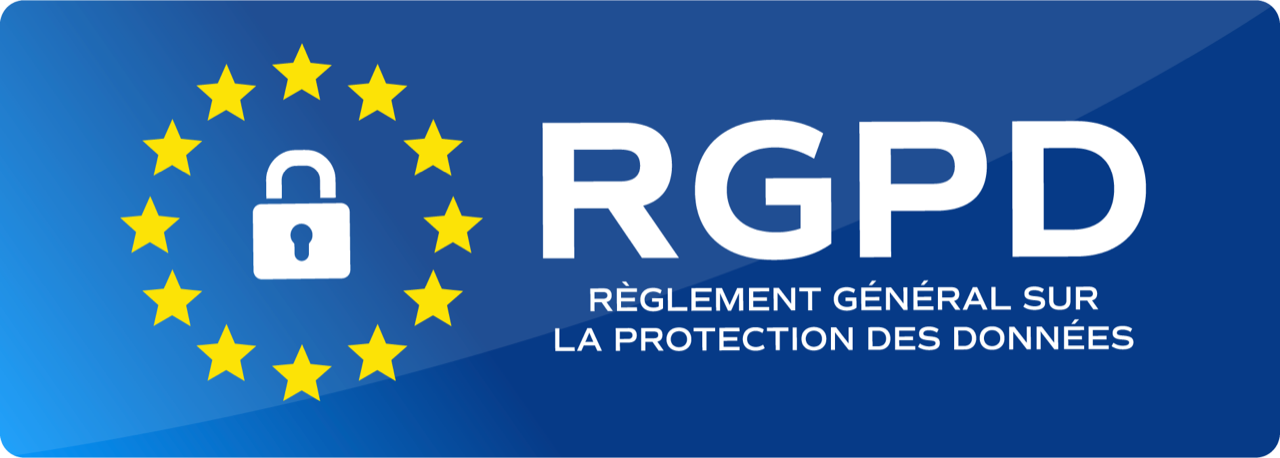 RGPD
RÈGLEMENT GÉNÉRAL SUR
LA PROTECTION DES DONNÉES